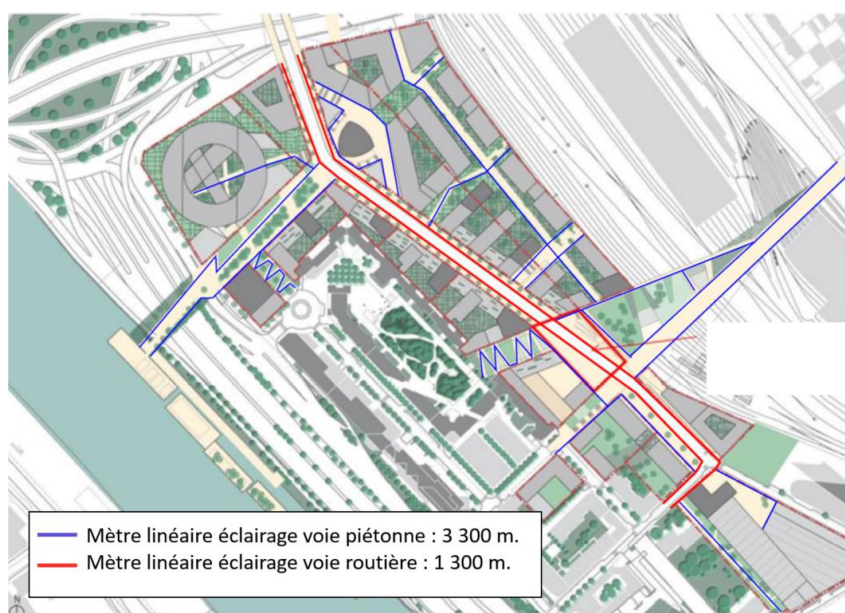 Mètre linéaire éclairage voie piétonne : 3 300 m.
Mètre linéaire éclairage voie routière : 1 300 m.